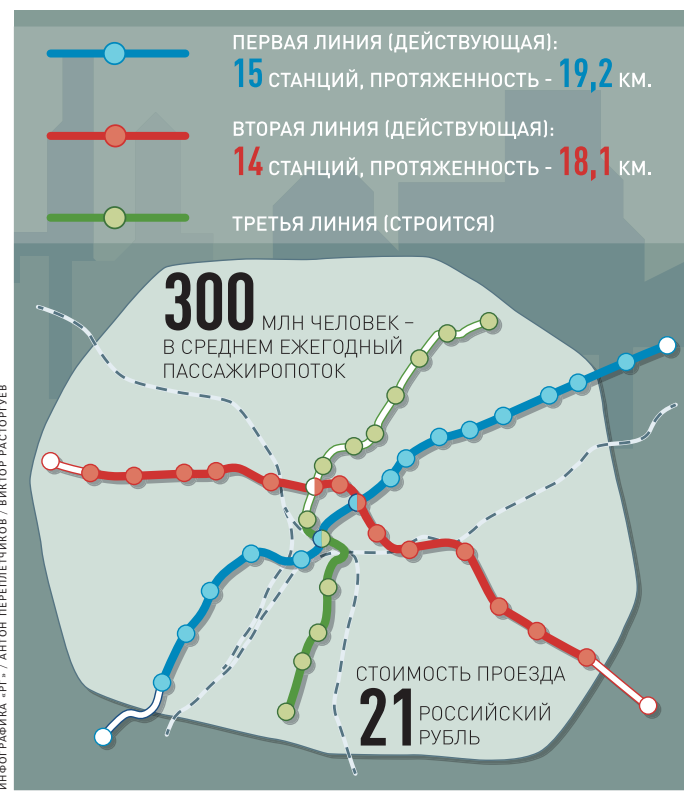 ПЕРВАЯ ЛИНИЯ (ДЕЙСТВУЮЩАЯ):
15 СТАНЦИЙ, ПРОТЯЖЕННОСТЬ - 19,2 КМ.
ВТОРАЯ ЛИНИЯ (ДЕЙСТВУЮЩАЯ):
14 СТАНЦИЙ, ПРОТЯЖЕННОСТЬ - 18,1 КМ.
ТРЕТЬЯ ЛИНИЯ (СТРОИТСЯ)
300 МЛН ЧЕЛОВЕК –
В СРЕДНЕМ ЕЖЕГОДНЫЙ
ПАССАЖИРОПОТОК
СТОИМОСТЬ ПРОЕЗДА
21 РОССИЙСКИЙ
РУБЛЬ
ИНФОГРАФИКА «РГ» / АНТОН ПЕРЕПЛЕТЧИКОВ / ВИКТОР РАСТОРГУЕВ